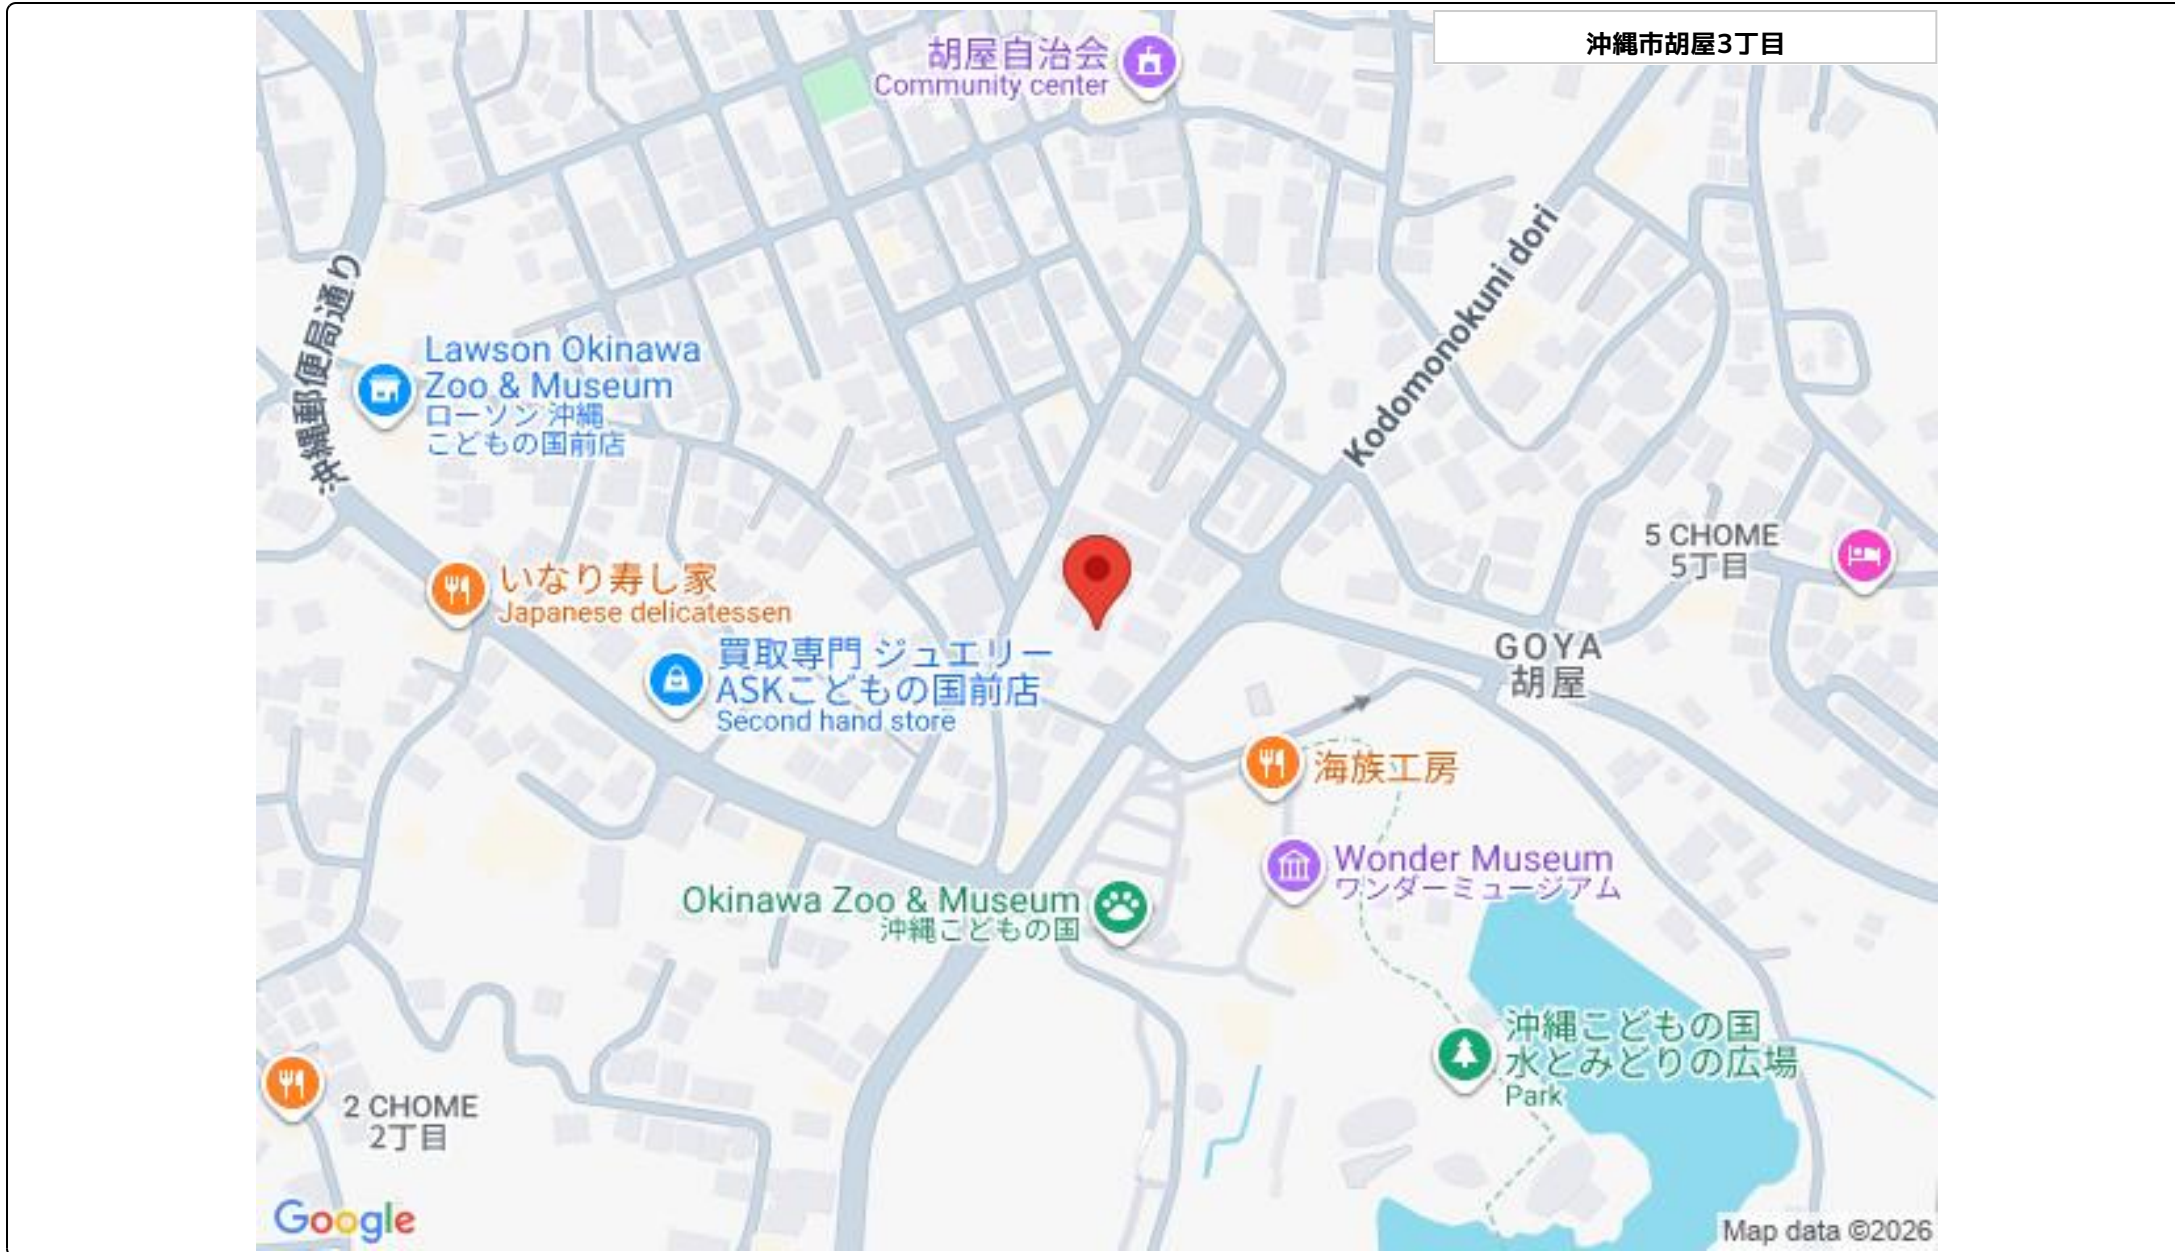 沖縄市胡屋3丁目
胡屋自治会
Community center
Kodomonokuni dori
沖縄郵便局通り
Lawson Okinawa
Zoo & Museum
ローソン 沖縄
こどもの国前店
5 CHOME
5丁目
いなり寿し家
Japanese delicatessen
GOYA
胡屋
買取専門 ジュエリー
ASKこどもの国前店
Second hand store
海族工房
Wonder Museum
ワンダーミュージアム
Okinawa Zoo & Museum
沖縄こどもの国
沖縄こどもの国
水とみどりの広場
Park
2 CHOME
2丁目
Google
Map data ©2026